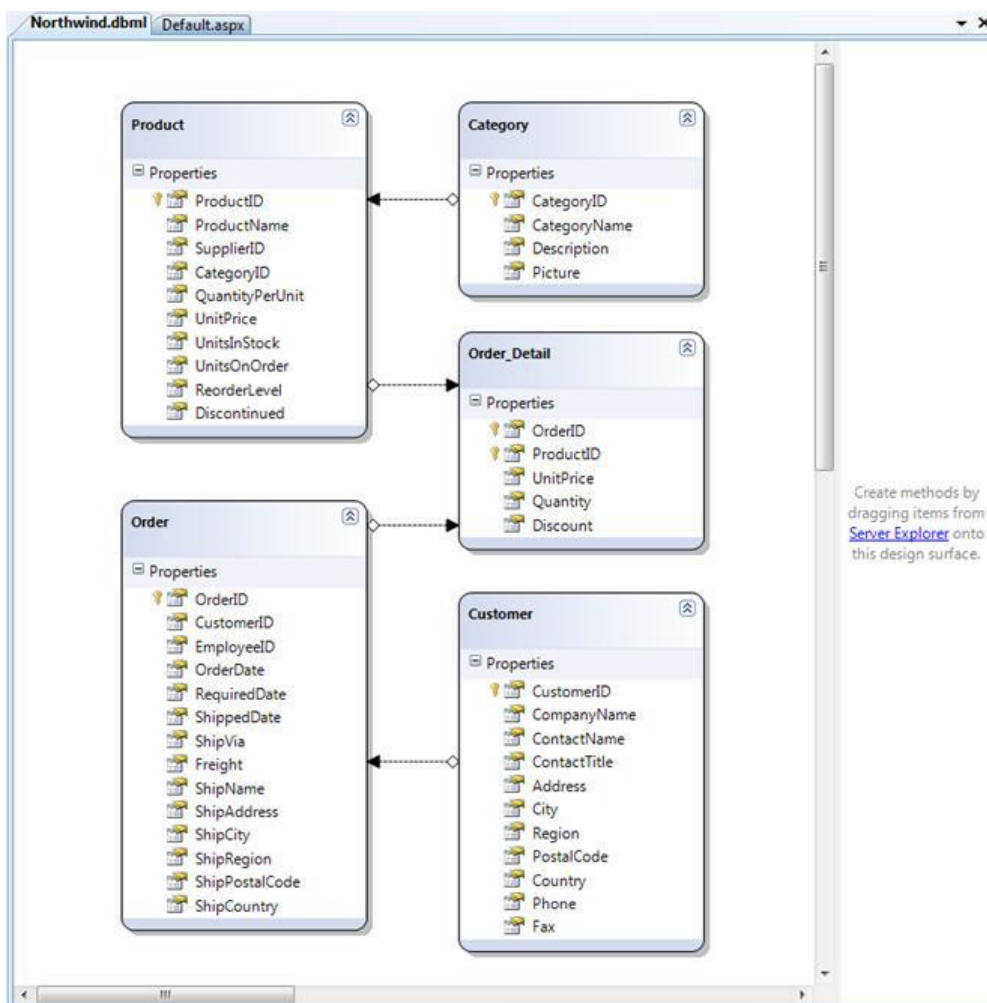 Northwind.dbml Default.aspx
Product
Properties
ProductID
ProductName
SupplierID
CategoryID
QuantityPerUnit
UnitPrice
UnitsInStock
UnitsOnOrder
ReorderLevel
Discontinued
Category
Properties
CategoryID
CategoryName
Description
Picture
Order_Detail
Properties
OrderID
ProductID
UnitPrice
Quantity
Discount
Order
Properties
OrderID
CustomerID
EmployeeID
OrderDate
RequiredDate
ShippedDate
ShipVia
Freight
ShipName
ShipAddress
ShipCity
ShipRegion
ShipPostalCode
ShipCountry
Customer
Properties
CustomerID
CompanyName
ContactName
ContactTitle
Address
City
Region
PostalCode
Country
Phone
Fax
Create methods by
dragging items from
Server Explorer onto
this design surface.